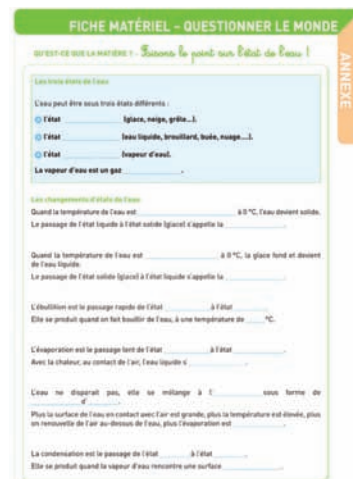 FICHE MATÉRIEL – QUESTIONNER LE MONDE
ANNEXE
QU'EST-CE QUE LA MATIÈRE ? - Faisons le point sur l'état de l'eau !
Les trois états de l'eau
L'eau peut être sous trois états différents :
l'état (glace, neige, grêle...).
l'état (eau liquide, brouillard, buée, nuage....).
l'état (vapeur d'eau).
La vapeur d'eau est un gaz .
Les changements d'états de l'eau
Quand la température de l'eau est à 0 °C, l'eau devient solide.
Le passage de l'état liquide à l'état solide (glace) s'appelle la .
Quand la température de l'eau est à 0 °C, la glace fond et devient
de l'eau liquide.
Le passage de l'état solide (glace) à l'état liquide s'appelle la .
L'ébullition est le passage rapide de l'état à l'état .
Elle se produit quand on fait bouillir de l'eau, à une température de °C.
L'évaporation est le passage lent de l'état à l'état .
Avec la chaleur, au contact de l'air, l'eau liquide s' .
L'eau ne disparait pas, elle se mélange à l' sous forme de
d' .
Plus la surface de l'eau en contact avec l'air est grande, plus la température est élevée, plus
on renouvelle de l'air au-dessus de l'eau, plus l'évaporation est .
La condensation est le passage de l'état à l'état .
Elle se produit quand la vapeur d'eau rencontre une surface .